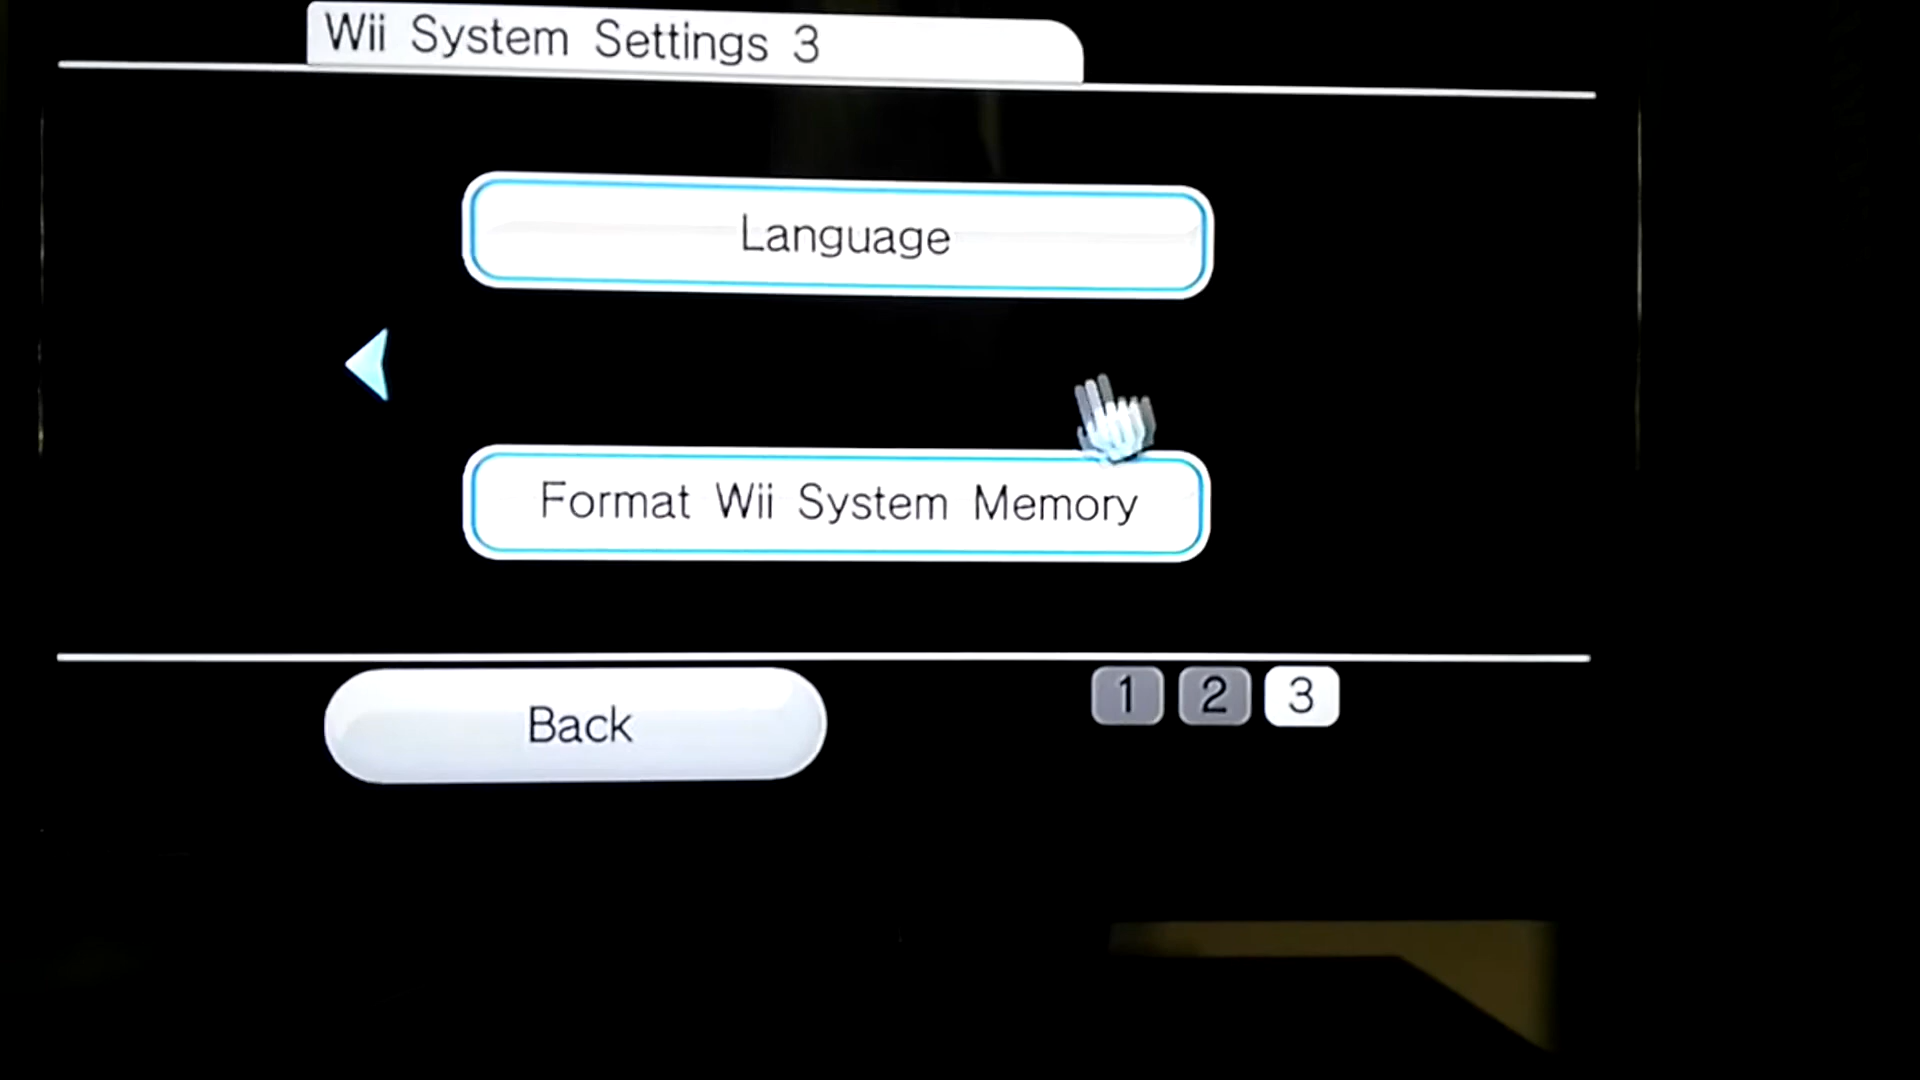 Wii System Settings 3
Language
Format Wii System Memory
Back
1 2 3